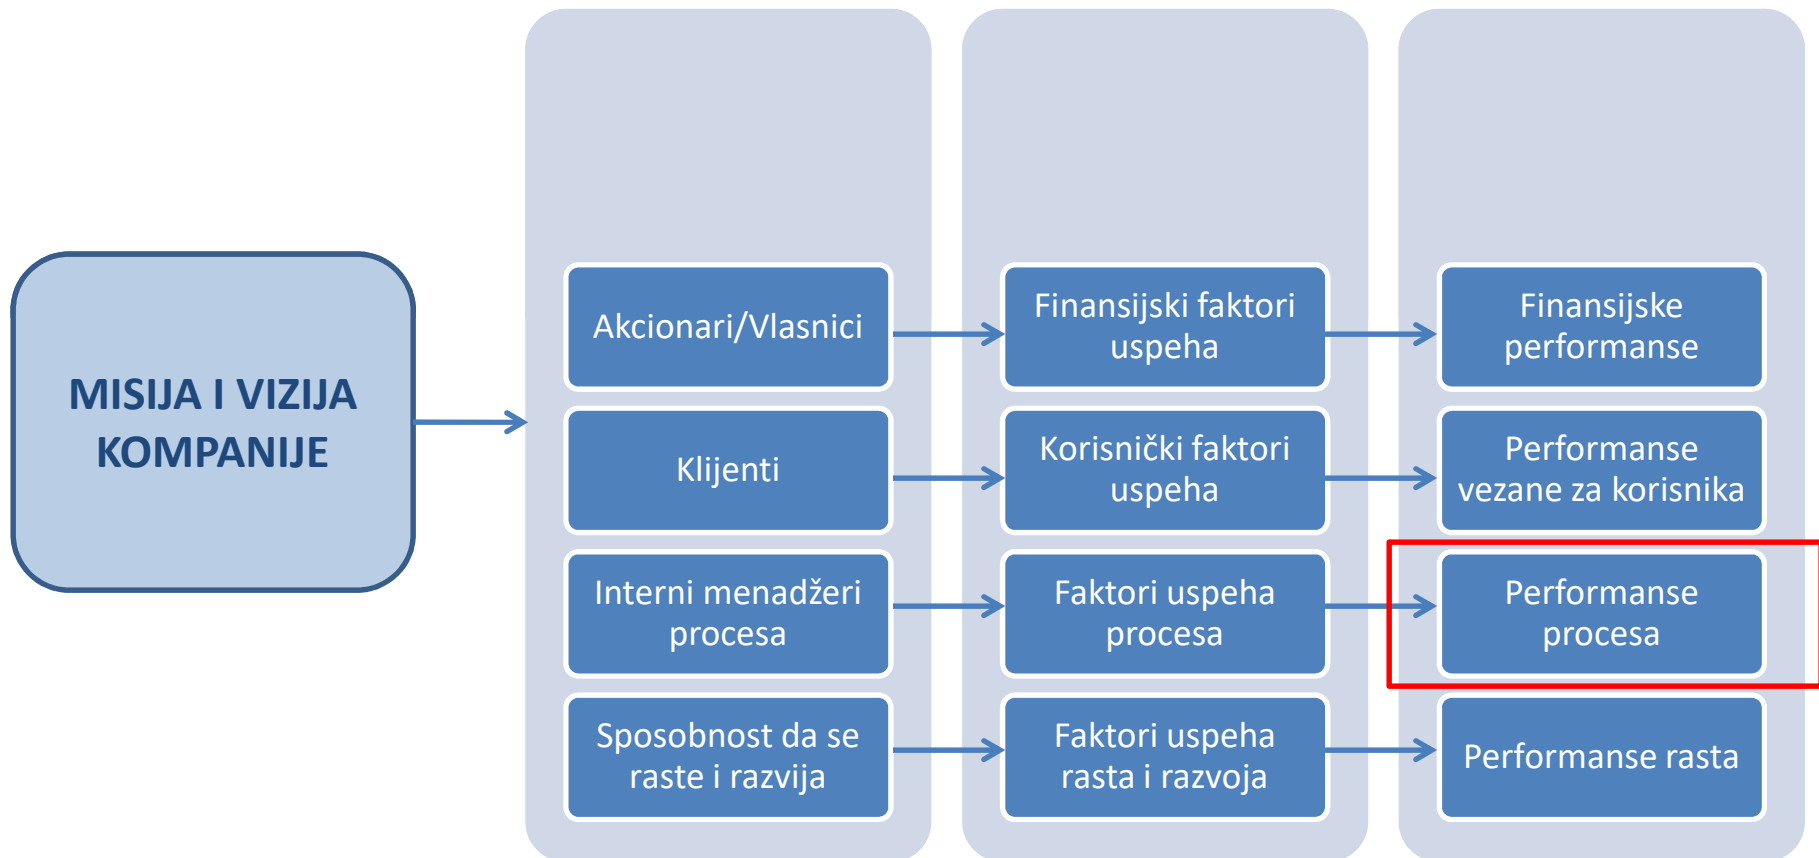 MISIJA I VIZIJA
KOMPANIJE
Akcionari/Vlasnici
Finansijski faktori
uspeha
Finansijske
performanse
Klijenti
Korisnički faktori
uspeha
Performanse
vezane za korisnika
Interni menadžeri
procesa
Faktori uspeha
procesa
Performanse
procesa
Sposobnost da se
raste i razvija
Faktori uspeha
rasta i razvoja
Performanse rasta